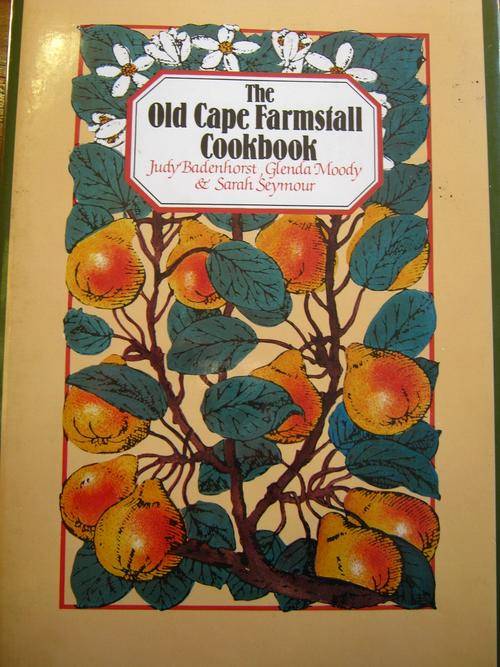 The
Old Cape Farmstall
Cookbook
Judy Badenhorst, Glenda Moody
& Sarah Seymour